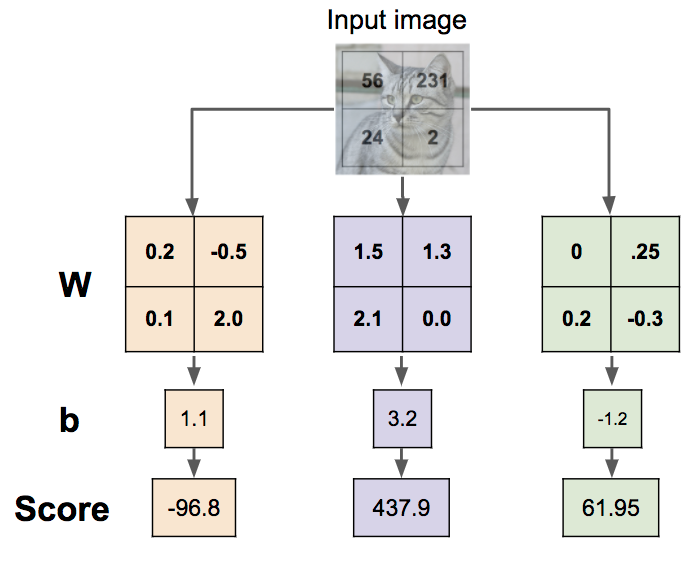 Input image
56 231
24 2
W
0.2 -0.5 1.5 1.3 0 .25
0.1 2.0 2.1 0.0 0.2 -0.3
b 1.1 3.2 -1.2
Score -96.8 437.9 61.95